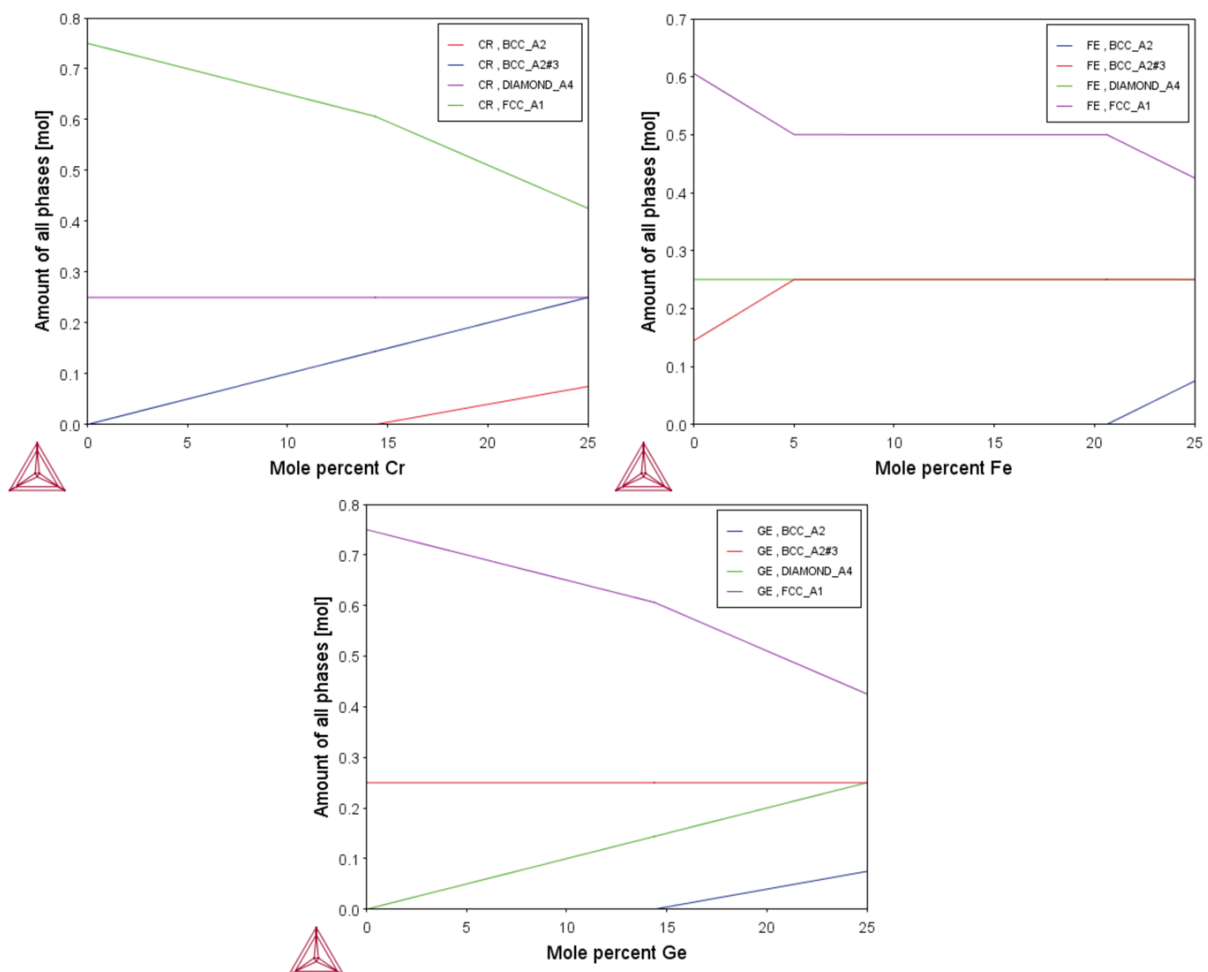 Amount of all phases [mol]
0.8
0.7
0.6
0.5
0.4
0.3
0.2
0.1
0.0
0 5 10 15 20 25
Mole percent Cr
CR , BCC_A2
CR , BCC_A2#3
CR , DIAMOND_A4
CR , FCC_A1
Amount of all phases [mol]
0.7
0.6
0.5
0.4
0.3
0.2
0.1
0.0
0 5 10 15 20 25
Mole percent Fe
FE , BCC_A2
FE , BCC_A2#3
FE , DIAMOND_A4
FE , FCC_A1
Amount of all phases [mol]
0.8
0.7
0.6
0.5
0.4
0.3
0.2
0.1
0.0
0 5 10 15 20 25
Mole percent Ge
GE , BCC_A2
GE , BCC_A2#3
GE , DIAMOND_A4
GE , FCC_A1